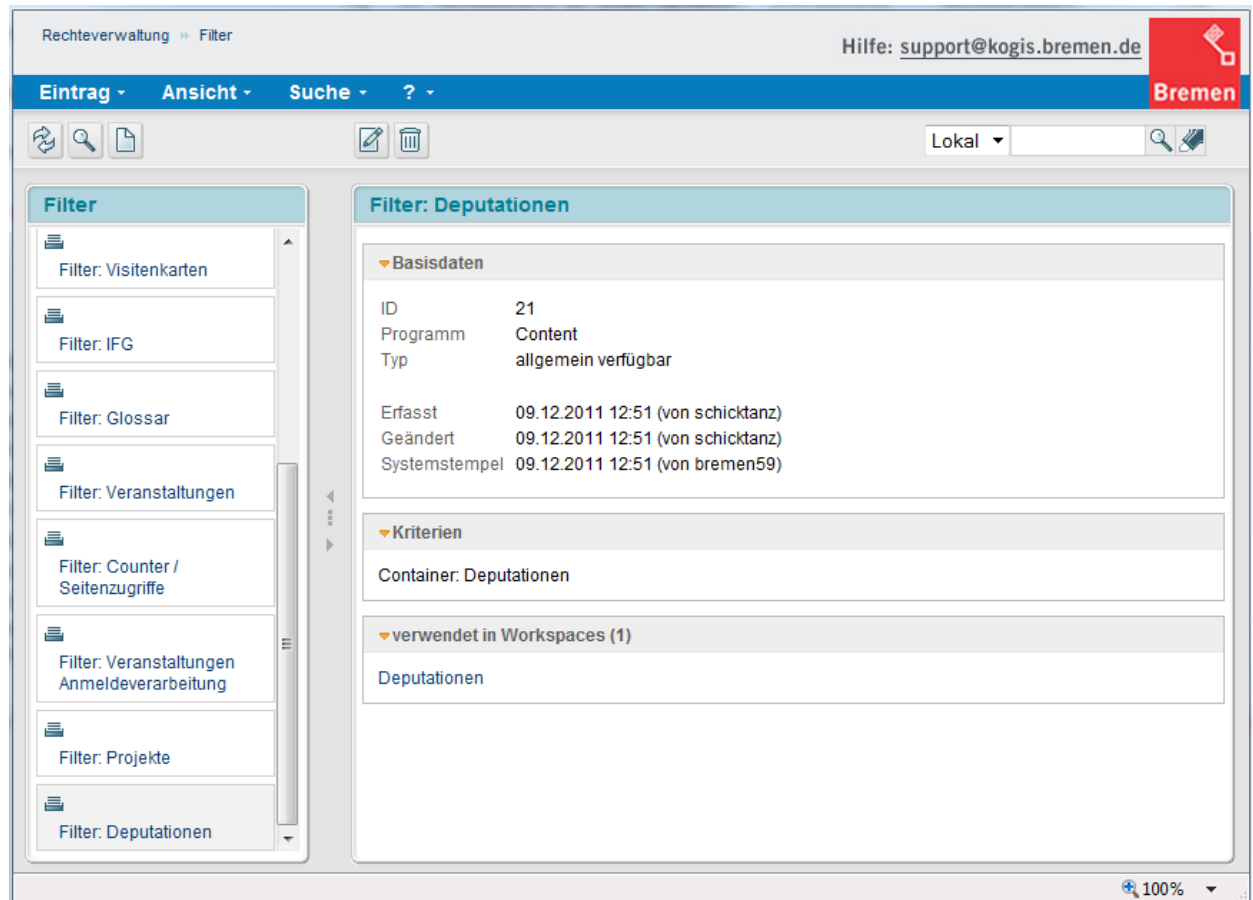 Rechteverwaltung » Filter
Hilfe: support@kogis.bremen.de
Bremen
Eintrag Ansicht Suche ?
Lokal
Filter
Filter: Visitenkarten
Filter: IFG
Filter: Glossar
Filter: Veranstaltungen
Filter: Counter /
Seitenzugriffe
Filter: Veranstaltungen
Anmeldeverarbeitung
Filter: Projekte
Filter: Deputationen
Filter: Deputationen
Basisdaten
ID 21
Programm Content
Typ allgemein verfügbar
Erfasst 09.12.2011 12:51 (von schicktanz)
Geändert 09.12.2011 12:51 (von schicktanz)
Systemstempel 09.12.2011 12:51 (von bremen59)
Kriterien
Container: Deputationen
verwendet in Workspaces (1)
Deputationen
100%